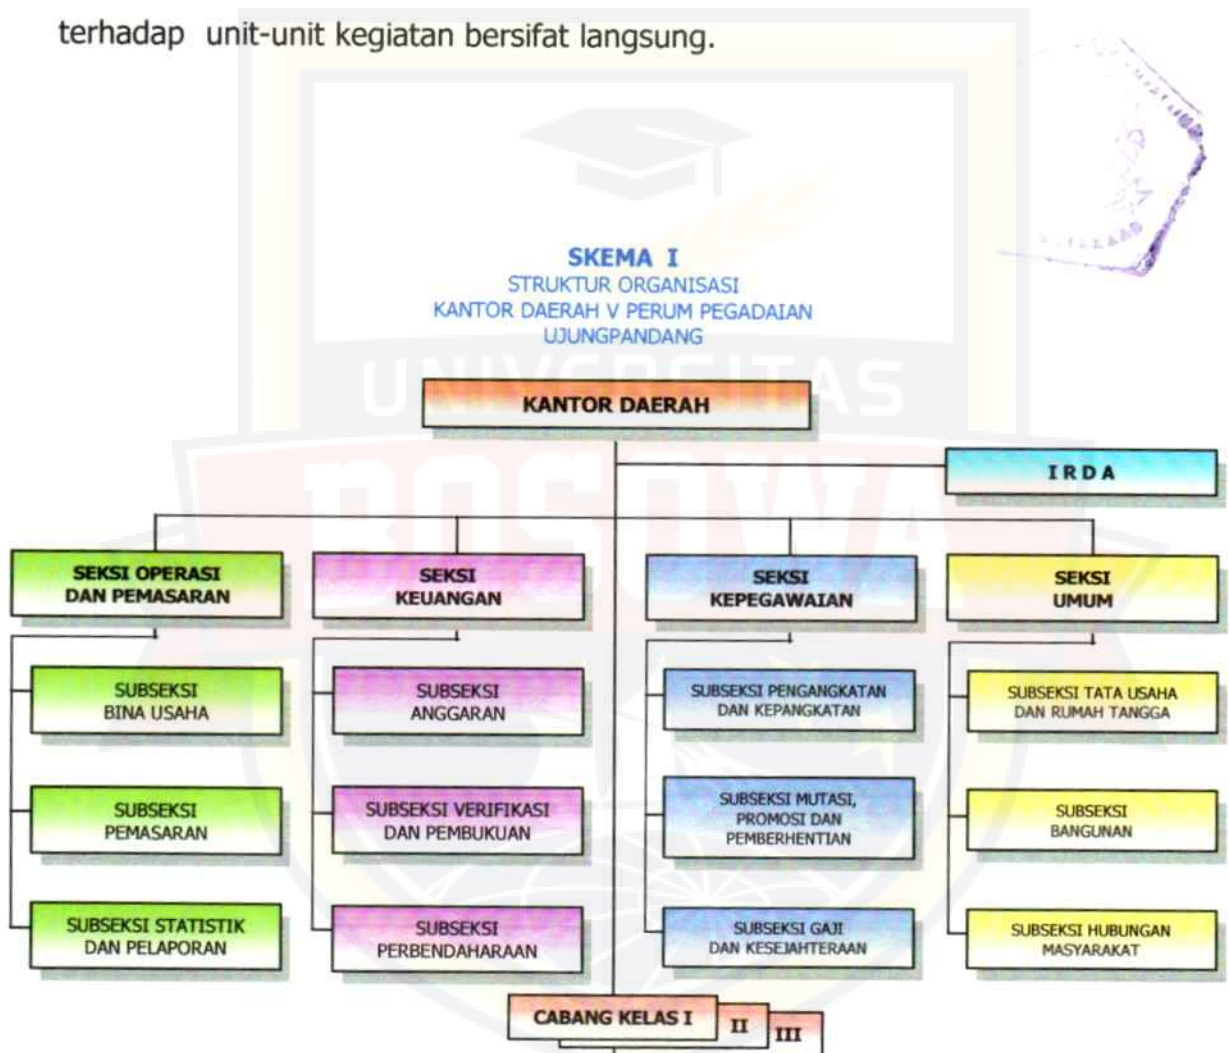 terhadap unit-unit kegiatan bersifat langsung.
SKEMA I
STRUKTUR ORGANISASI
KANTOR DAERAH V PERUM PEGADAIAN
UJUNGPANDANG
UNIVERSITAS
BOSOWA
KANTOR DAERAH
IRDA
SEKSI OPERASI
DAN PEMASARAN
SUBSEKSI
BINA USAHA
SUBSEKSI
PEMASARAN
SUBSEKSI STATISTIK
DAN PELAPORAN
SEKSI
KEUANGAN
SUBSEKSI
ANGGARAN
SUBSEKSI VERIFIKASI
DAN PEMBUKUAN
SUBSEKSI
PERBENDAHARAAN
SEKSI
KEPEGAWAIAN
SUBSEKSI PENGANGKATAN
DAN KEPANGKATAN
SUBSEKSI MUTASI,
PROMOSI DAN
PEMBERHENTIAN
SUBSEKSI GAJI
DAN KESEJAHTERAAN
SEKSI
UMUM
SUBSEKSI TATA USAHA
DAN RUMAH TANGGA
SUBSEKSI
BANGUNAN
SUBSEKSI HUBUNGAN
MASYARAKAT
CABANG KELAS I
II
III